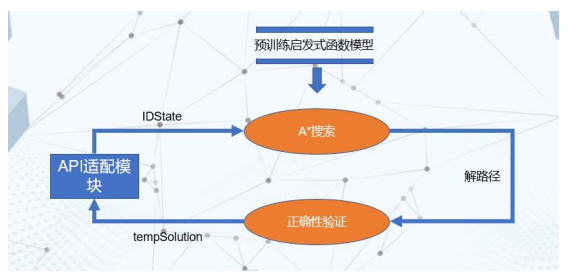 预训练启发式函数模型
IDState
A*搜索
API适配模
块
解路径
正确性验证
tempSolution